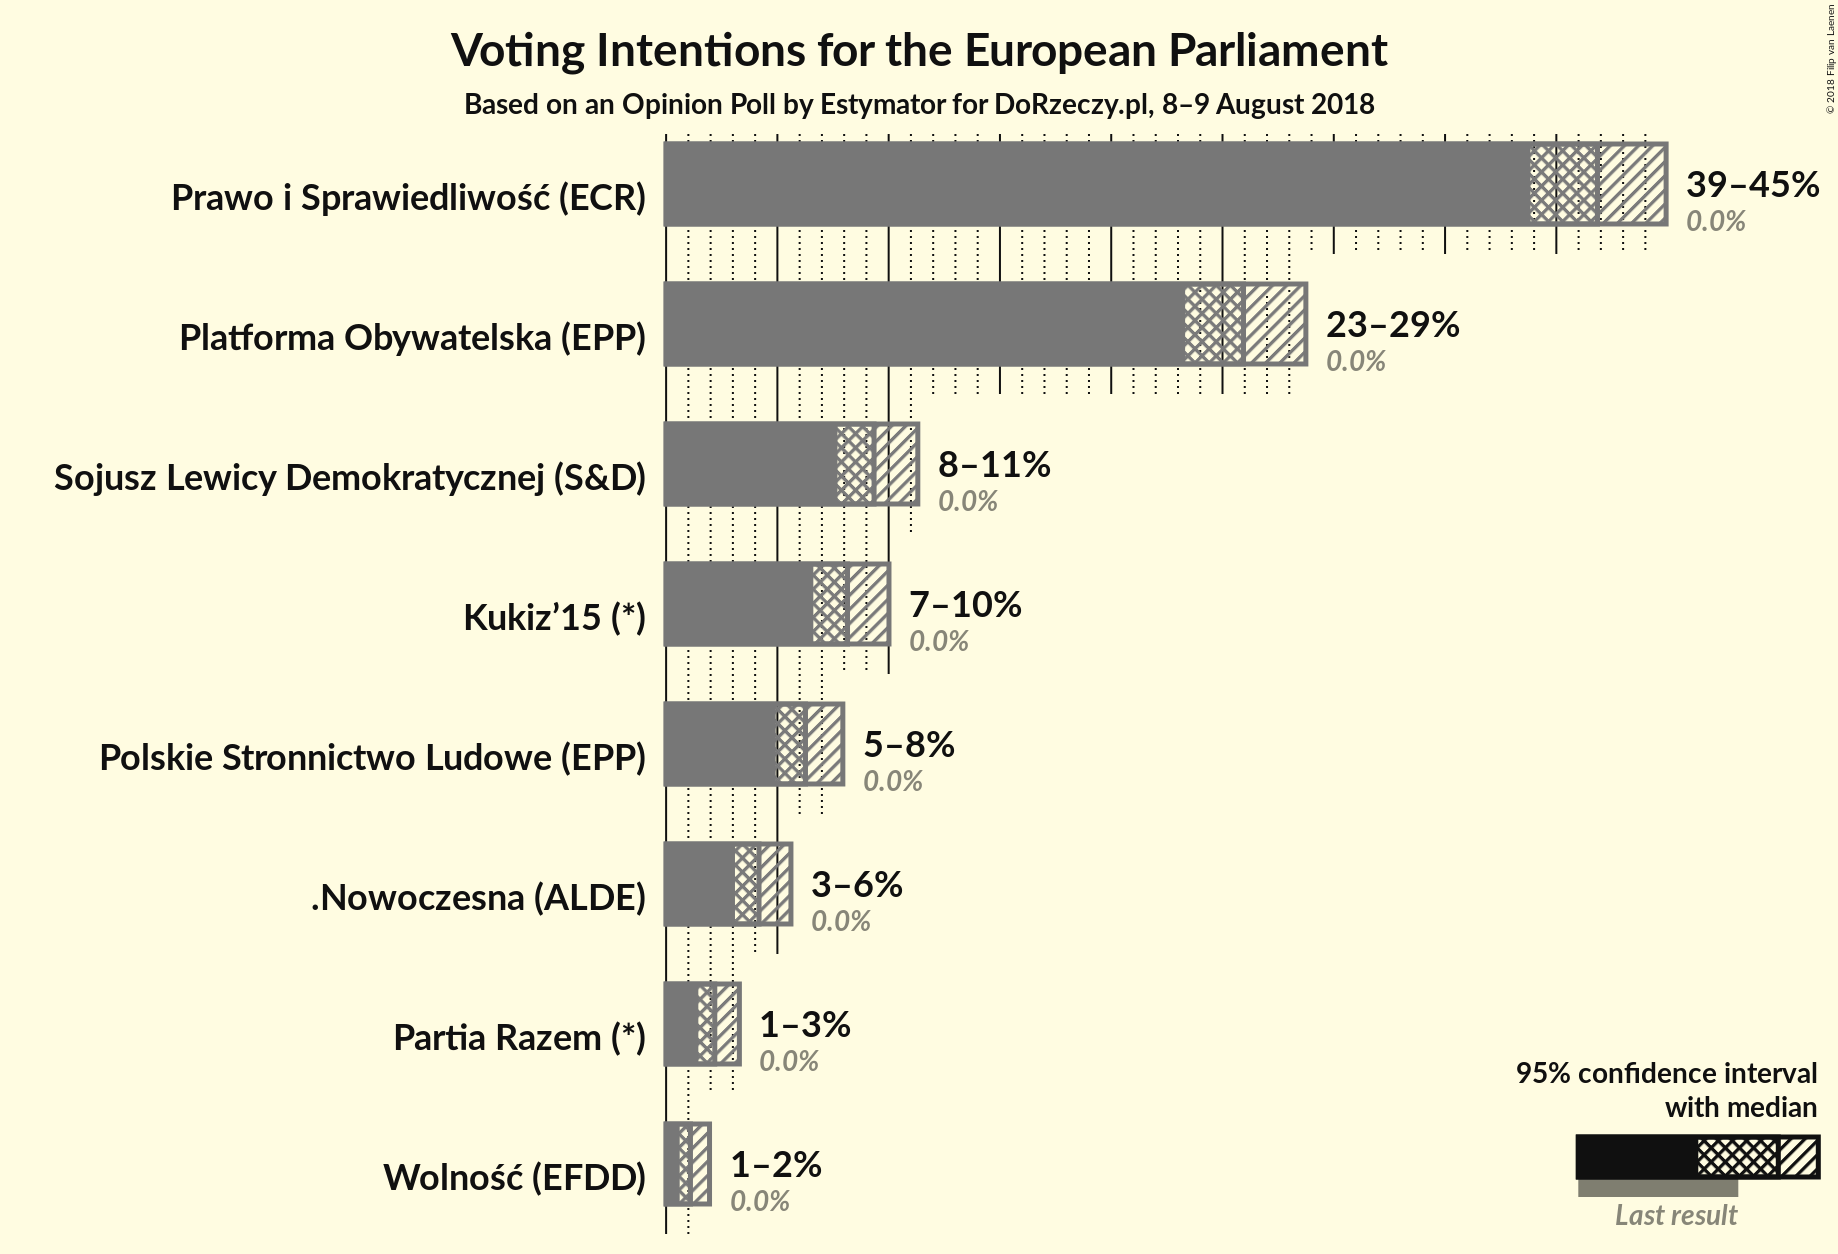 Voting Intentions for the European Parliament
Based on an Opinion Poll by Estymator for DoRzeczy.pl, 8–9 August 2018
© 2018 Filip van Laenen
Prawo i Sprawiedliwość (ECR)
39–45%
0.0%
Platforma Obywatelska (EPP)
23–29%
0.0%
Sojusz Lewicy Demokratycznej (S&D)
8–11%
0.0%
Kukiz’15 (*)
7–10%
0.0%
Polskie Stronnictwo Ludowe (EPP)
5–8%
0.0%
.Nowoczesna (ALDE)
3–6%
0.0%
Partia Razem (*)
1–3%
0.0%
Wolność (EFDD)
1–2%
0.0%
95% confidence interval
with median
Last result